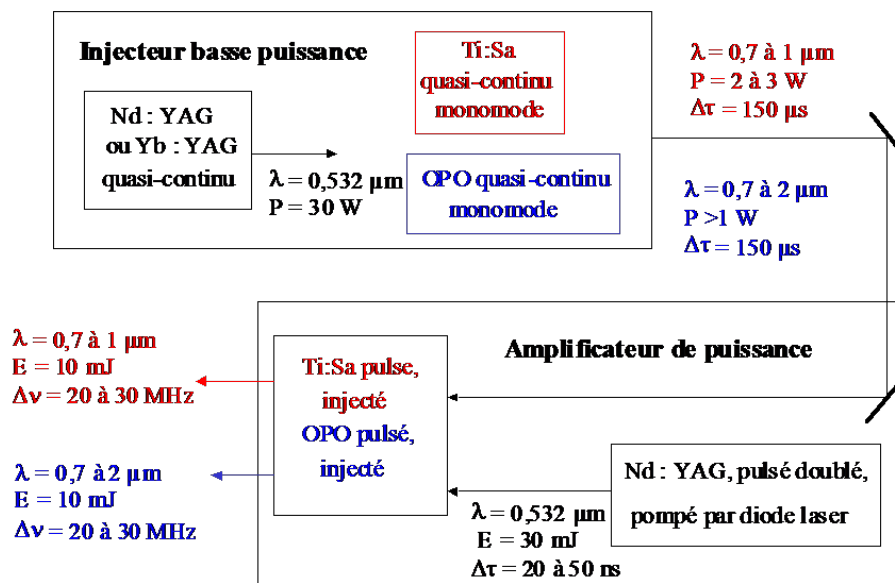 Injecteur basse puissance
Ti:Sa
quasi-continu
monomode
Nd : YAG
ou Yb : YAG
quasi-continu
λ = 0,532 μm
P = 30 W
OPO quasi-continu
monomode
λ = 0,7 à 1 μm
P = 2 à 3 W
Δτ = 150 μs
λ = 0,7 à 2 μm
P >1 W
Δτ = 150 μs
Amplificateur de puissance
λ = 0,7 à 1 μm
E = 10 mJ
Δν = 20 à 30 MHz
λ = 0,7 à 2 μm
E = 10 mJ
Δν = 20 à 30 MHz
Ti:Sa pulse,
injecté
OPO pulsé,
injecté
Nd : YAG, pulsé doublé,
pompé par diode laser
λ = 0,532 μm
E = 30 mJ
Δτ = 20 à 50 ns